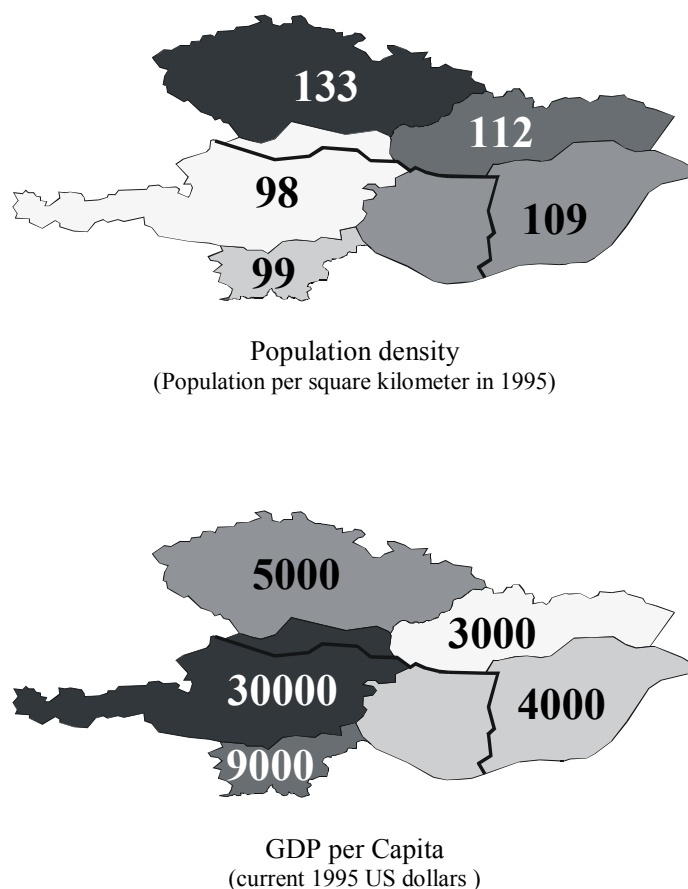 133
112
98
109
99
Population density
(Population per square kilometer in 1995)
5000
3000
30000
4000
9000
GDP per Capita
(current 1995 US dollars )